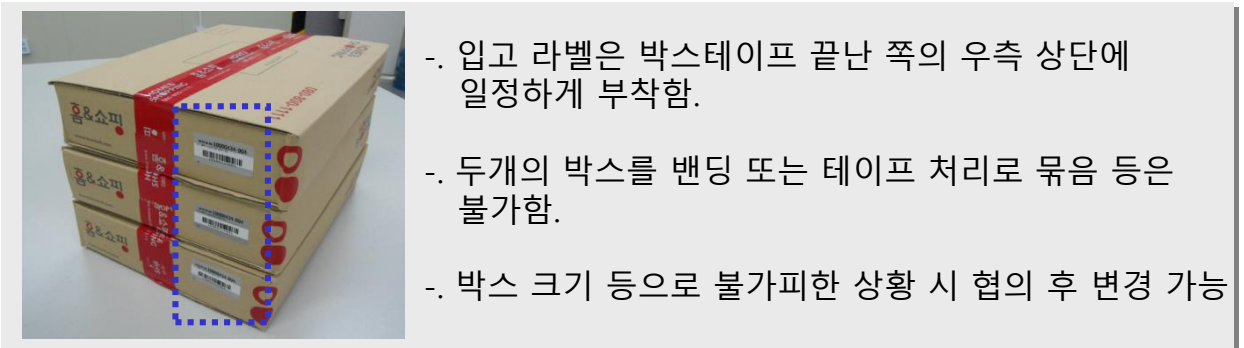 -. 입고 라벨은 박스테이프 끝난 쪽의 우측 상단에
일정하게 부착함.
-. 두개의 박스를 밴딩 또는 테이프 처리로 묶음 등은
불가함.
-. 박스 크기 등으로 불가피한 상황 시 협의 후 변경 가능
홈&쇼핑
080-800-1111
홈&쇼핑
홈&쇼핑